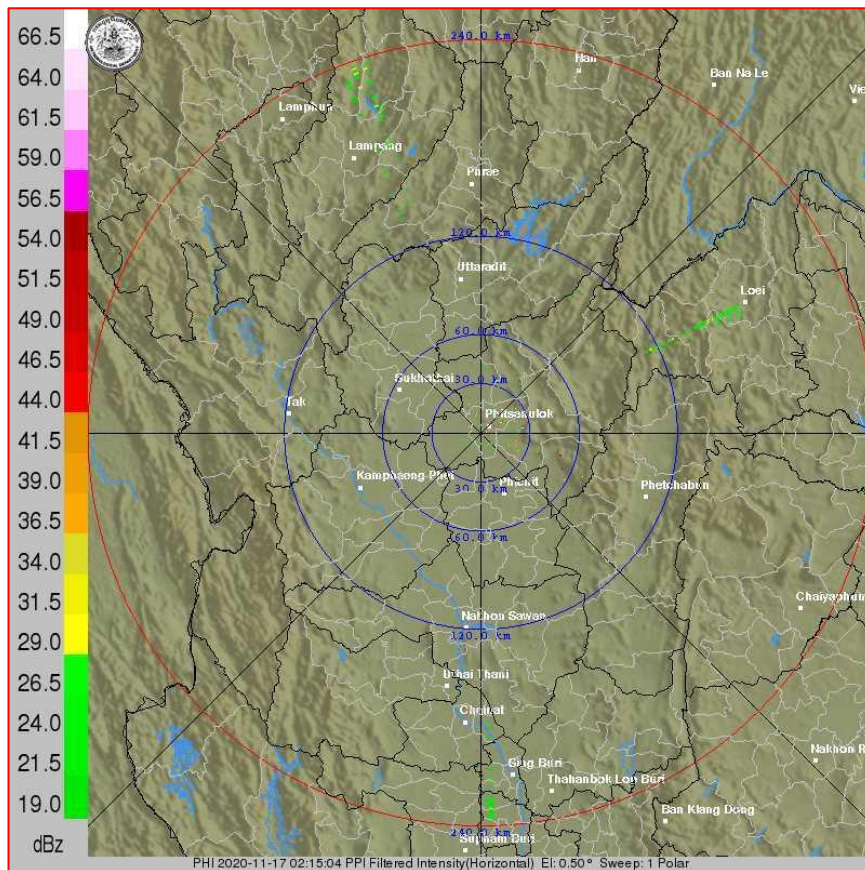 66.5
64.0
61.5
59.0
56.5
54.0
51.5
49.0
46.5
44.0
41.5
39.0
36.5
34.0
31.5
29.0
26.5
24.0
21.5
19.0
dBz
240.0 km
Nan
Ban Na Le
Vie
Lamphun
Lampang
Phrae
120.0 km
Uttaradit
Loei
60.0 km
30.0 km
Sukhothai
Tak
Phitsanulok
Kamphaeng Phet
Phichit
30.0 km
Phetchabun
60.0 km
Chaiyaphum
Nakhon Sawan
120.0 km
Uthai Thani
Chainat
Sing Buri
Nakhon R
Thahanbok Lop Buri
Ban Klang Dong
240.0 km
Suphan Buri
PHI 2020-11-17 02:15:04 PPI Filtered Intensity(Horizontal) El: 0.50° Sweep: 1 Polar